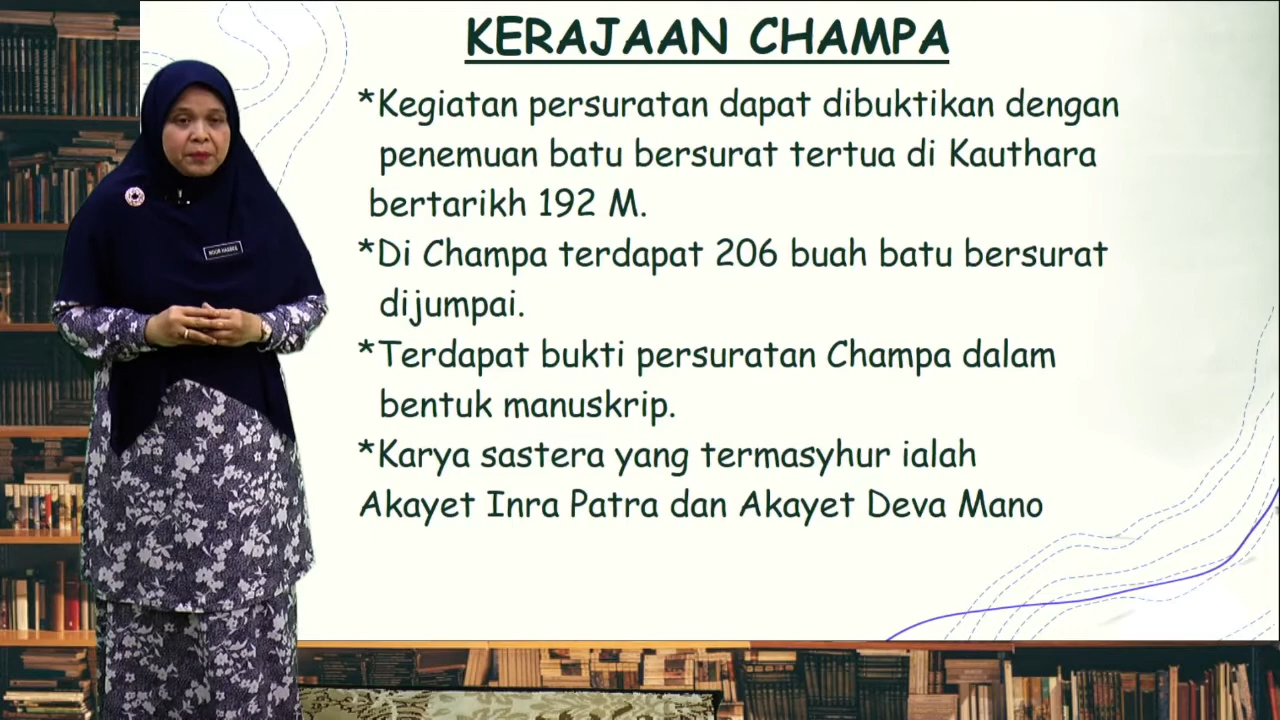 KERAJAAN CHAMPA
*Kegiatan persuratan dapat dibuktikan dengan
penemuan batu bersurat tertua di Kauthara
bertarikh 192 M.
*Di Champa terdapat 206 buah batu bersurat
dijumpai.
*Terdapat bukti persuratan Champa dalam
bentuk manuskrip.
*Karya sastera yang termasyhur ialah
Akayet Inra Patra dan Akayet Deva Mano